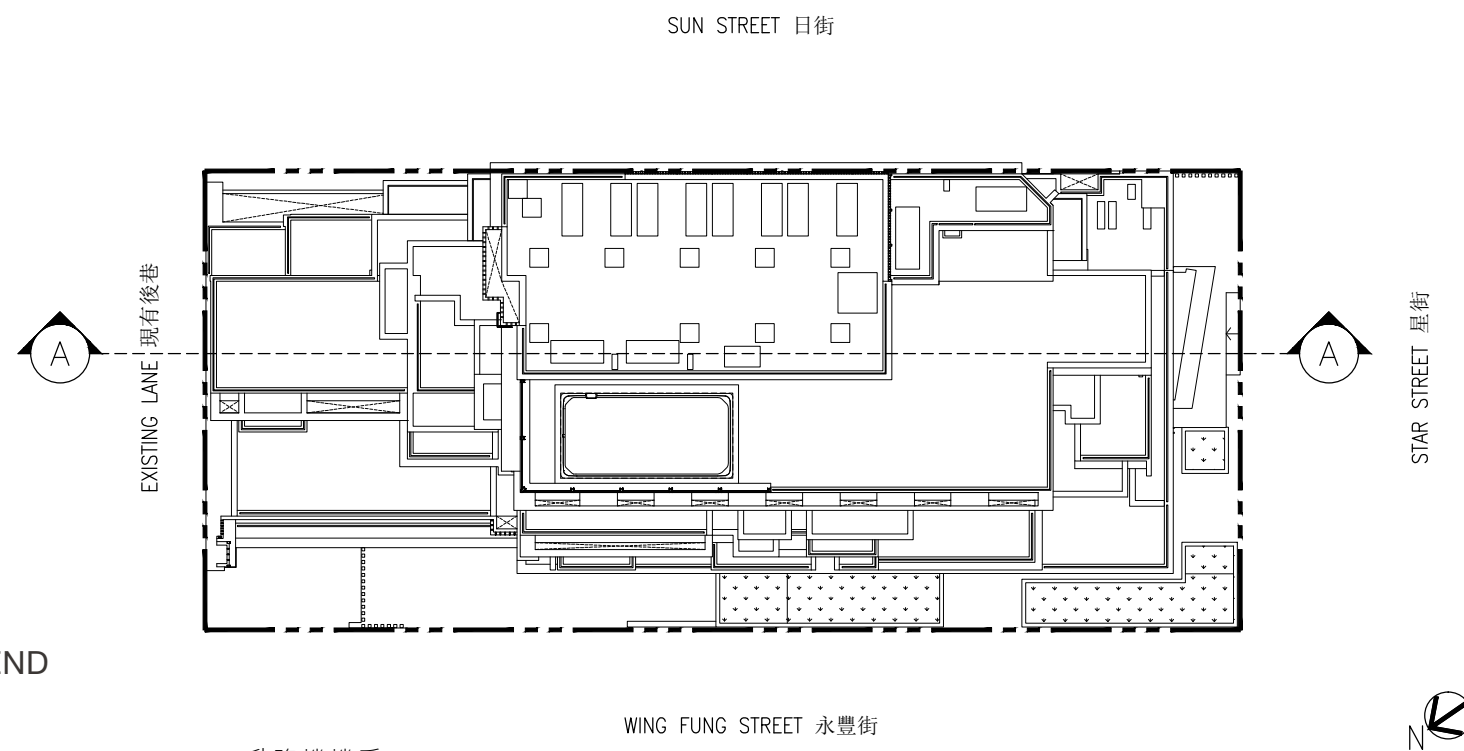 SUN STREET 日街
EXISTING LANE 現有後巷
A
A
STAR STREET 星街
END
WING FUNG STREET 永豐街
N